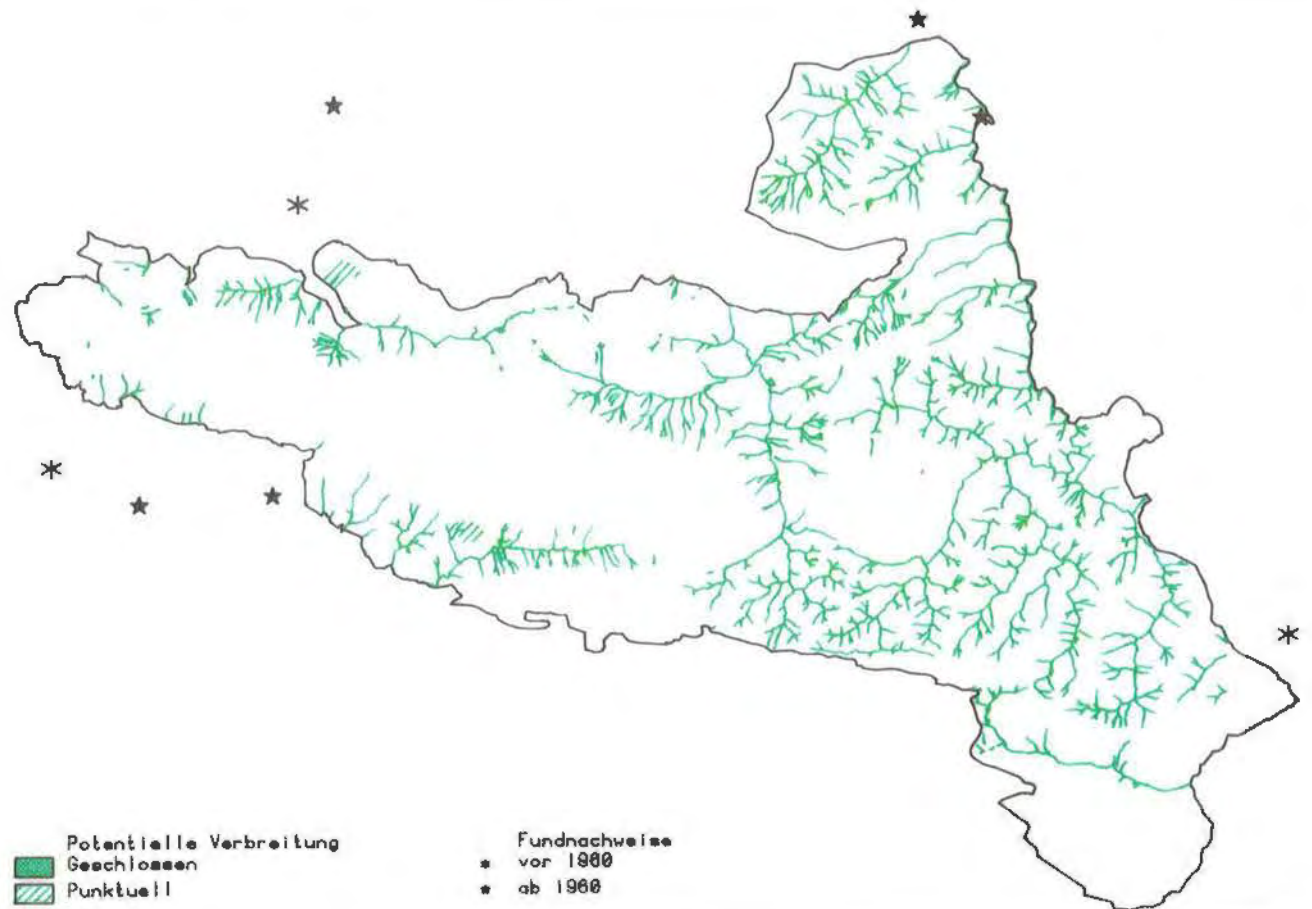 Potentielle Verbreitung
Geschlossen
Punktuell
Fundnachweise
vor 1960
ab 1960